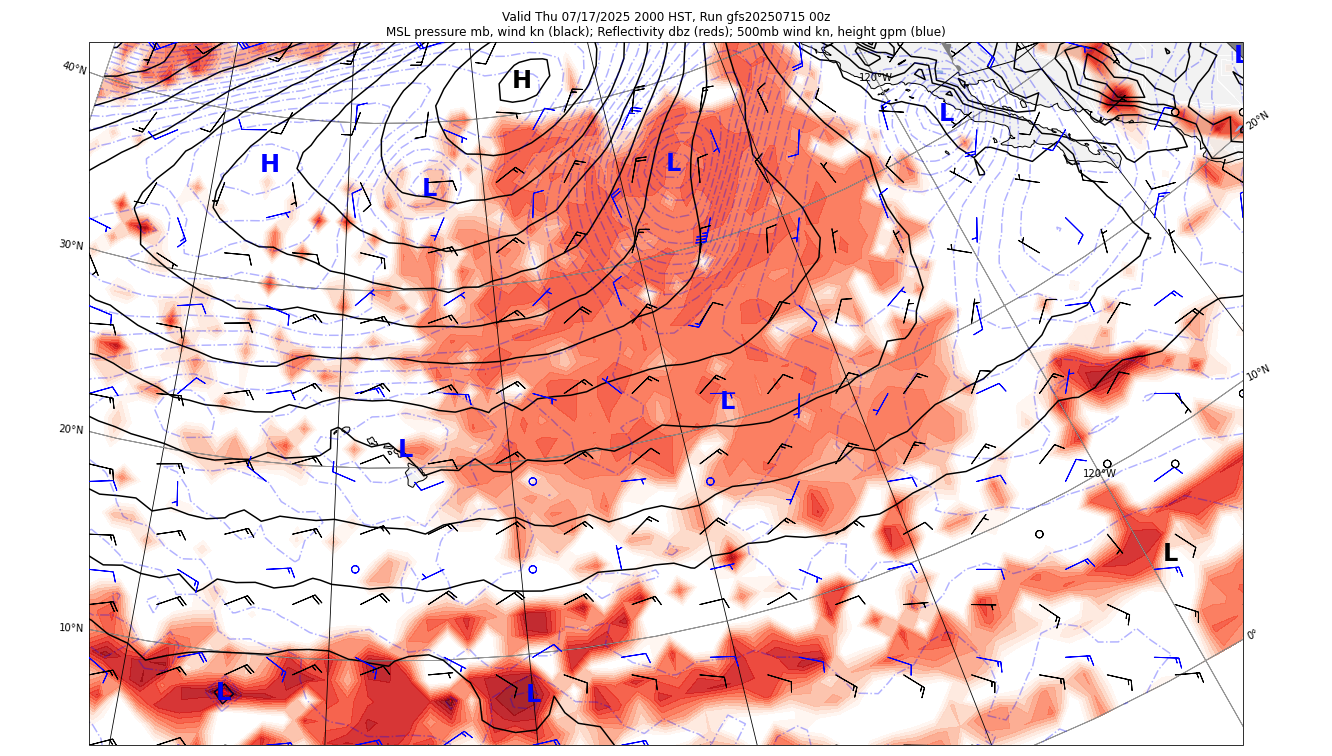 Valid Thu 07/17/2025 2000 HST, Run gfs20250715 00z
MSL pressure mb, wind kn (black); Reflectivity dbz (reds); 500mb wind kn, height gpm (blue)
40°N
H
120°W
L
L
20°N
H
L
L
30°N
10°N
20°N
L
L
120°W
L
10°N
0°
L
L